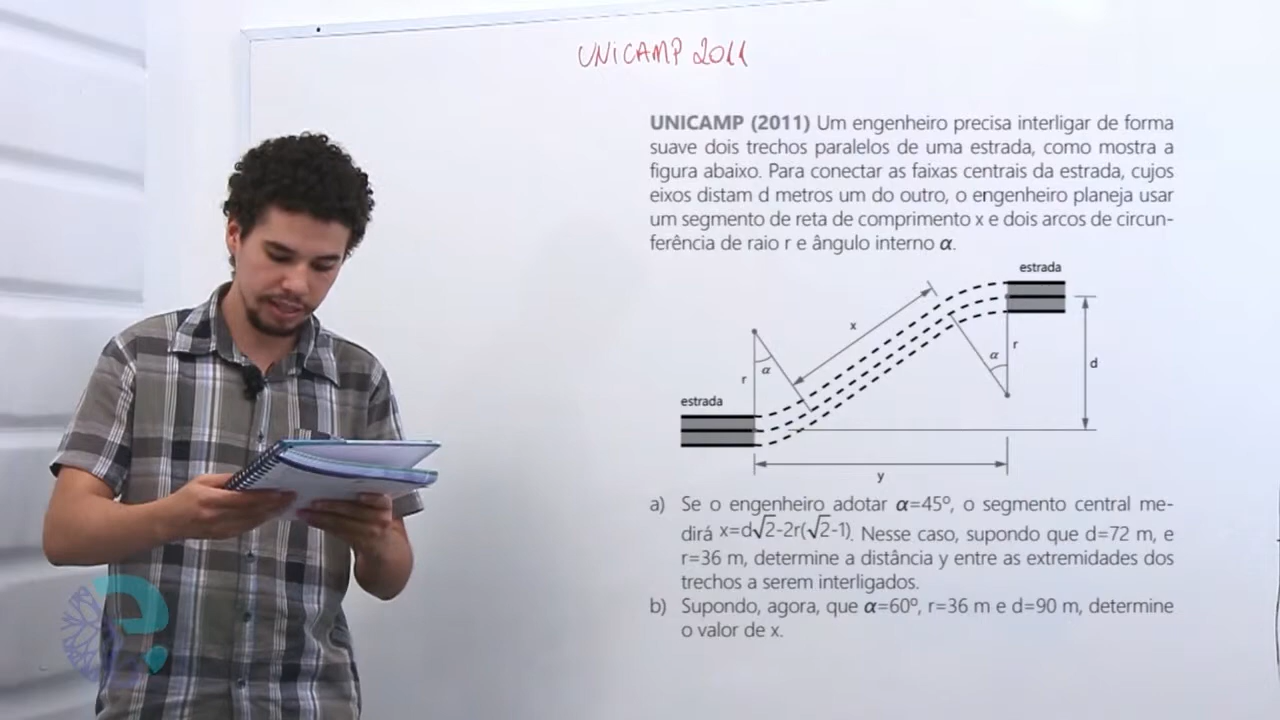 UNICAMP 2011
UNICAMP (2011) Um engenheiro precisa interligar de forma
suave dois trechos paralelos de uma estrada, como mostra a
figura abaixo. Para conectar as faixas centrais da estrada, cujos
eixos distam d metros um do outro, o engenheiro planeja usar
um segmento de reta de comprimento x e dois arcos de circun-
ferência de raio r e ângulo interno α.
estrada
x
r
α
α
r
d
estrada
y
a) Se o engenheiro adotar α=45º, o segmento central me-
dirá x=d√2-2r(√2-1). Nesse caso, supondo que d=72 m, e
r=36 m, determine a distância y entre as extremidades dos
trechos a serem interligados.
b) Supondo, agora, que α=60º, r=36 m e d=90 m, determine
o valor de x.